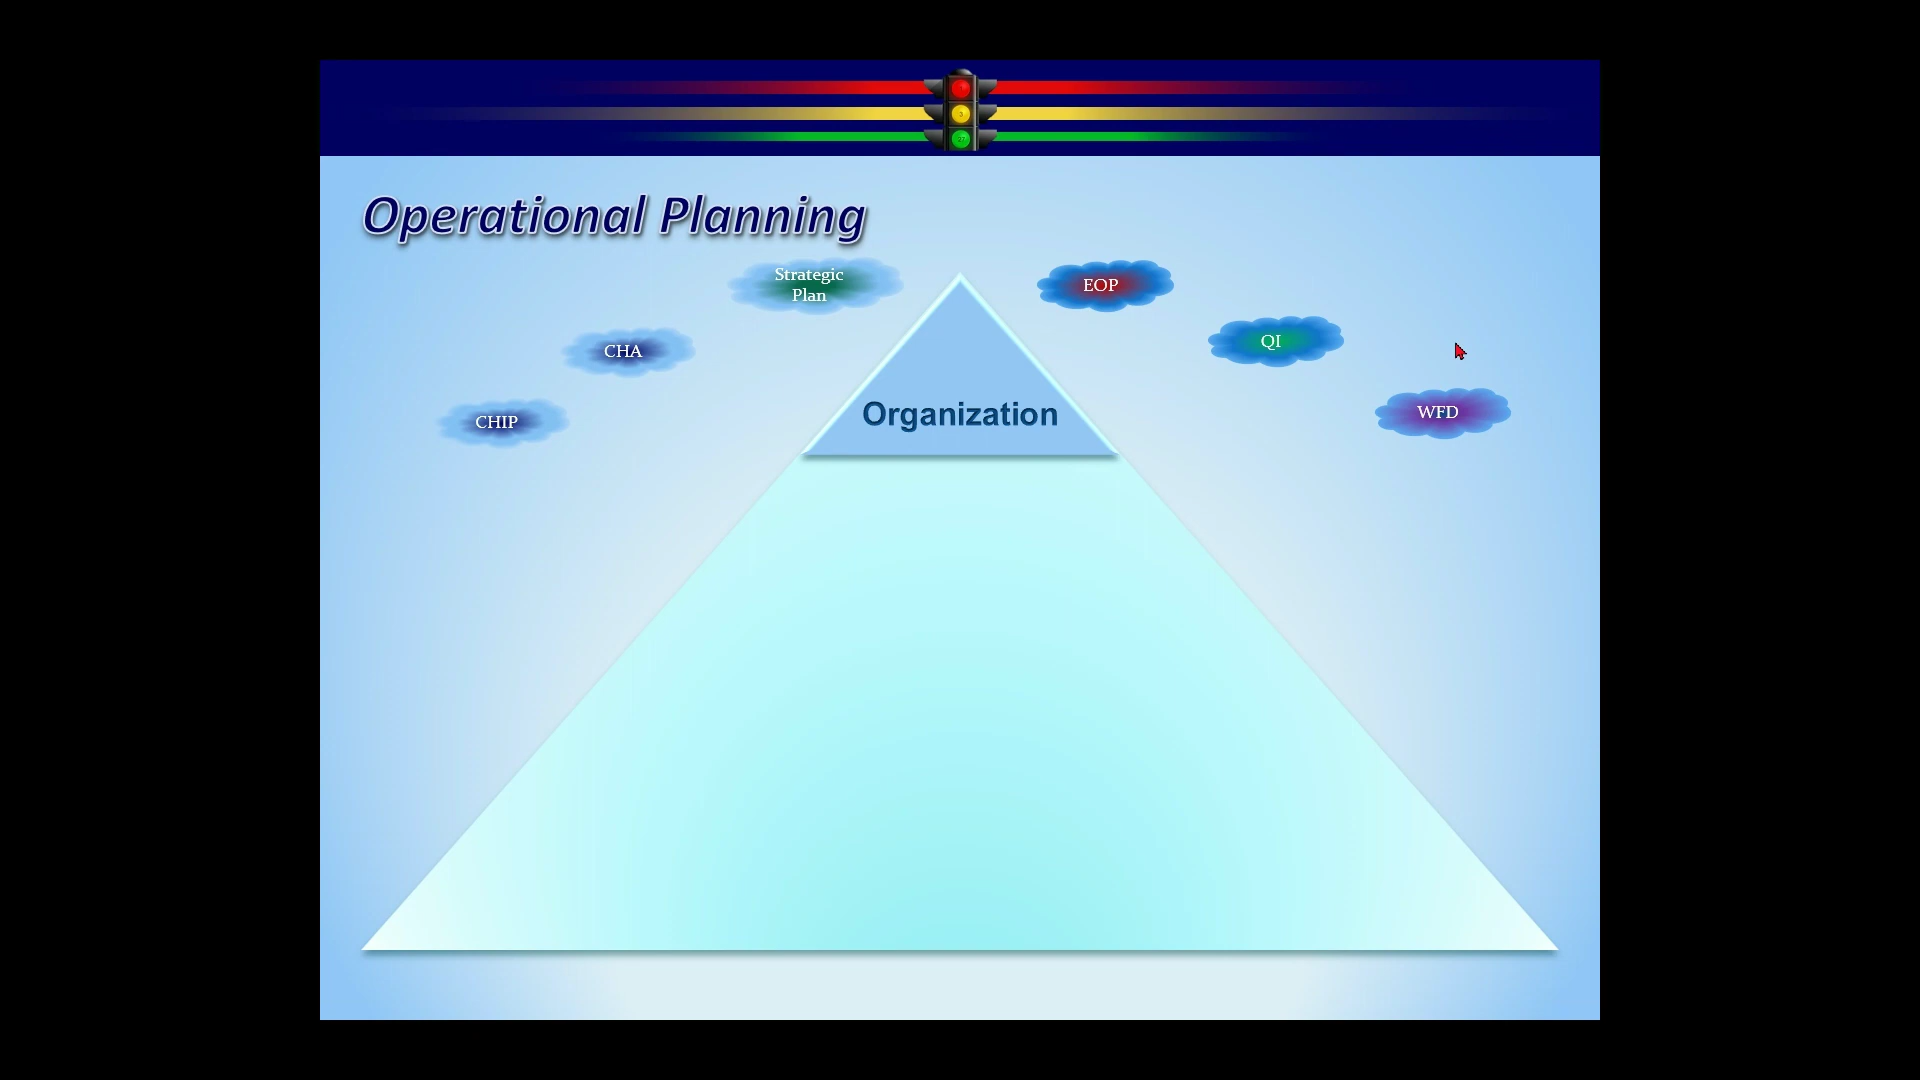 Operational Planning
Strategic
Plan
EOP
QI
CHA
WFD
CHIP
Organization